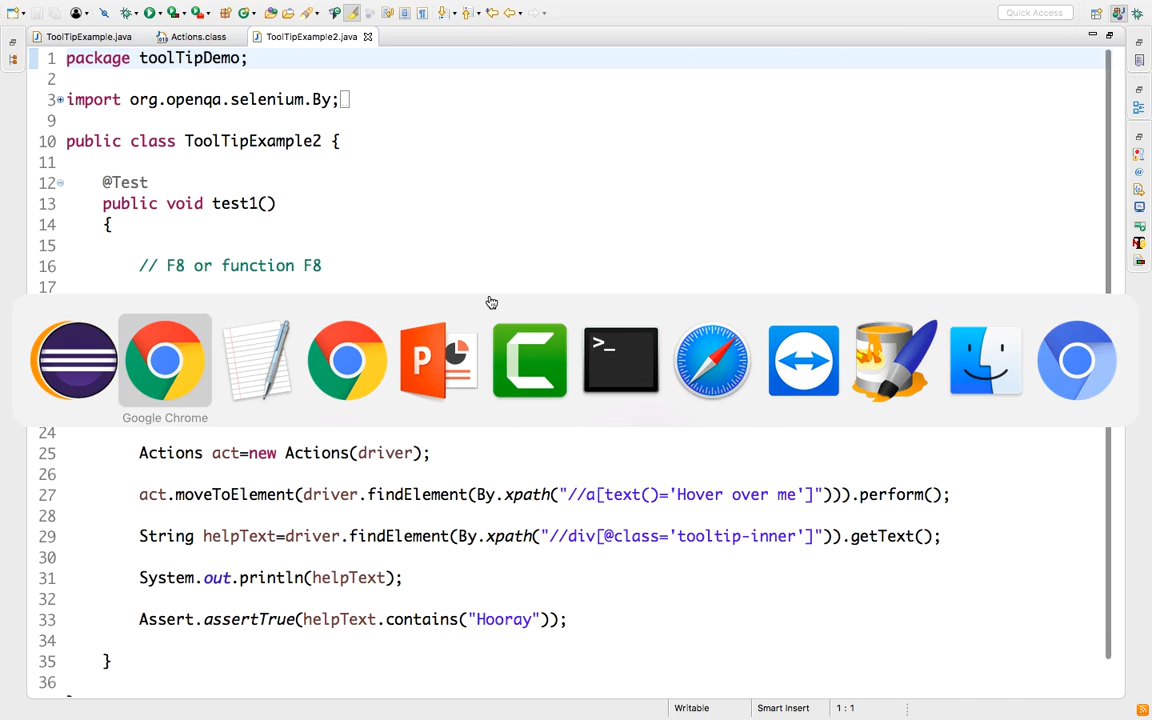 Quick Access
ToolTipExample.java
Actions.class
ToolTipExample2.java
1 package toolTipDemo;
2
3 import org.openqa.selenium.By;
9
10 public class ToolTipExample2 {
11
12 @Test
13 public void test1()
14 {
15
16 // F8 or function F8
17
P
C
>_
Google Chrome
24
25 Actions act=new Actions(driver);
26
27 act.moveToElement(driver.findElement(By.xpath("//a[text()='Hover over me']"))).perform();
28
29 String helpText=driver.findElement(By.xpath("//div[@class='tooltip-inner']")).getText();
30
31 System.out.println(helpText);
32
33 Assert.assertTrue(helpText.contains("Hooray"));
34
35 }
36
Writable
Smart Insert
1 : 1